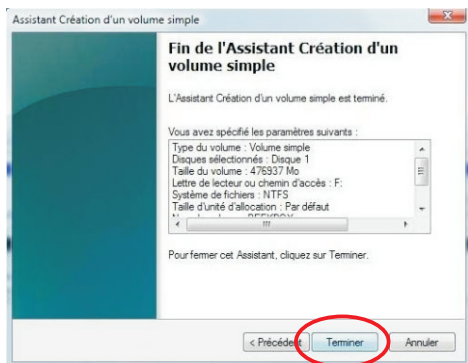 Assistant Création d'un volume simple
Fin de l'Assistant Création d'un
volume simple
L'Assistant Création d'un volume simple est terminé.
Vous avez spécifié les paramètres suivants :
Type du volume : Volume simple
Disques sélectionnés : Disque 1
Taille du volume : 476937 Mo
Lettre de lecteur ou chemin d'accès : F:
Système de fichiers : NTFS
Taille d'unité d'allocation : Par défaut
Pour fermer cet Assistant, cliquez sur Terminer.
< Précédent
Terminer
Annuler